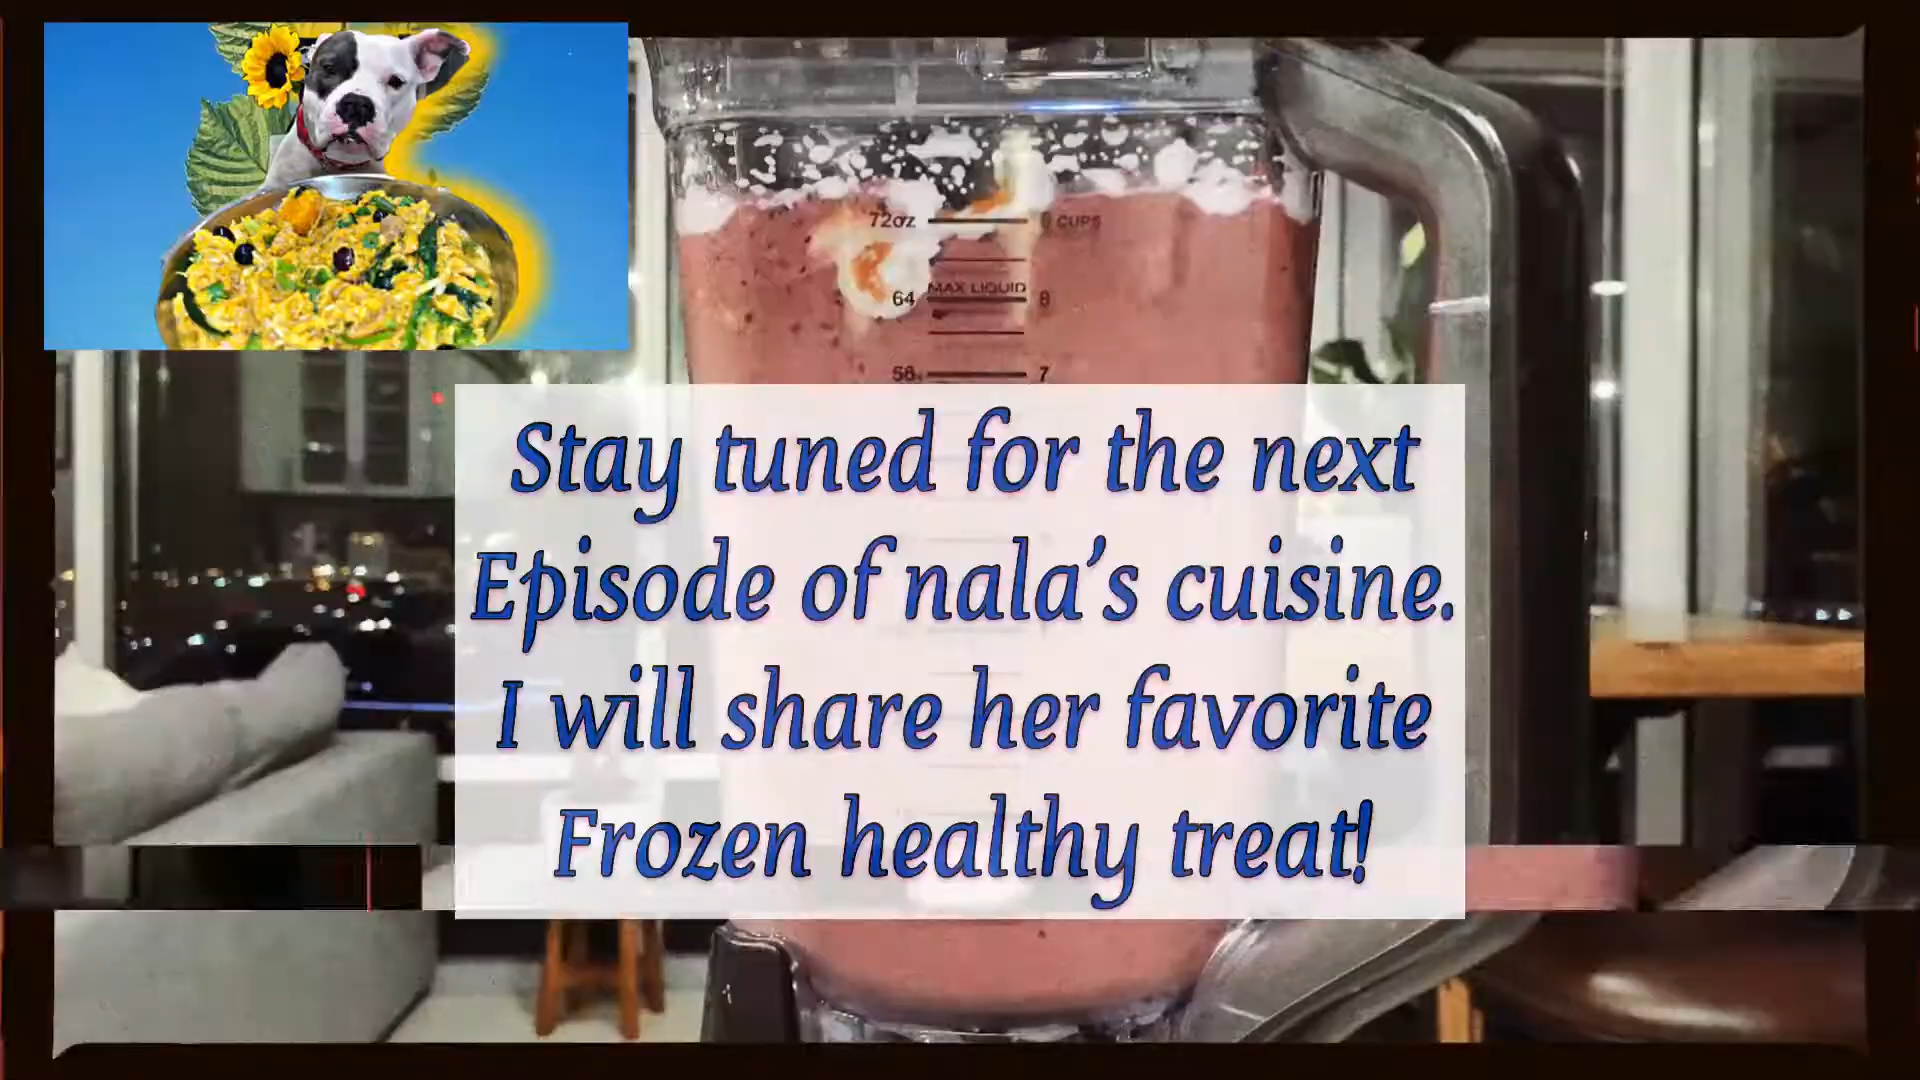 72oz 9 CUPS
MAX LIQUID
64 8
56 7
Stay tuned for the next
Episode of nala’s cuisine.
I will share her favorite
Frozen healthy treat!